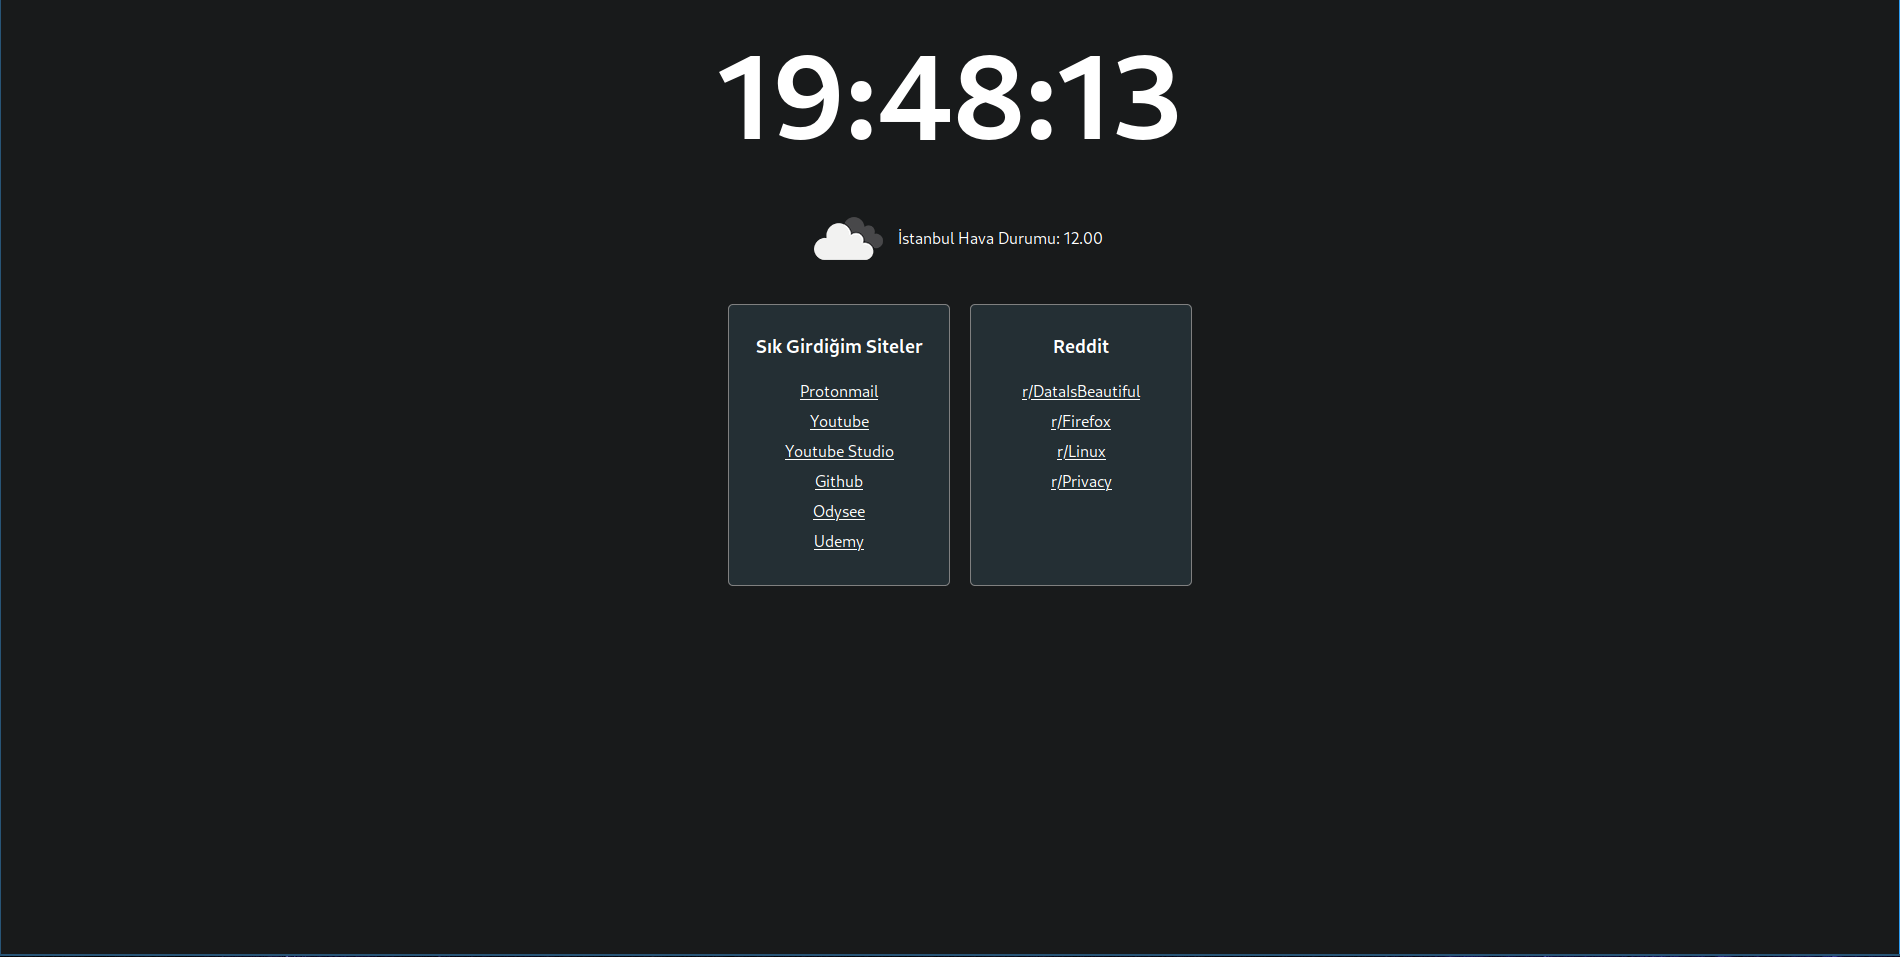 19:48:13
İstanbul Hava Durumu: 12.00
Sık Girdiğim Siteler
Protonmail
Youtube
Youtube Studio
Github
Odysee
Udemy
Reddit
r/DataIsBeautiful
r/Firefox
r/Linux
r/Privacy